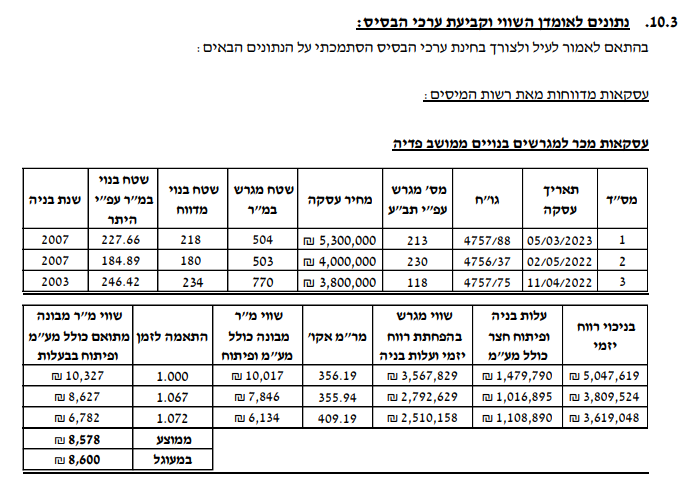 10.3. נתונים לאומדן השווי וקביעת ערכי הבסיס:
בהתאם לאמור לעיל ולצורך בחינת ערכי הבסיס הסתמכתי על הנתונים הבאים:
עסקאות מדווחות מאת רשות המיסים:
עסקאות מכר למגרשים בנויים ממושב פדיה
מס"ד | תאריך עסקה | גו"ח | מס' מגרש עפ"י תב"ע | מחיר עסקה | שטח מגרש במ"ר | שטח בנוי מדווח | שטח בנוי במ"ר עפ"י היתר | שנת בניה
1 | 05/03/2023 | 4757/88 | 213 | 5,300,000 ₪ | 504 | 218 | 227.66 | 2007
2 | 02/05/2022 | 4756/37 | 230 | 4,000,000 ₪ | 503 | 180 | 184.89 | 2007
3 | 11/04/2022 | 4757/75 | 118 | 3,800,000 ₪ | 770 | 234 | 246.42 | 2003
בניכוי רווח יזמי | עלות בניה ופיתוח חצר כולל מע"מ | שווי מגרש בהפחתת רווח יזמי ועלות בניה | מר"מ אקו' | שווי מ"ר מבונה כולל מע"מ ופיתוח | התאמה לזמן | שווי מ"ר מבונה מתואם כולל מע"מ ופיתוח בבעלות
5,047,619 ₪ | 1,479,790 ₪ | 3,567,829 ₪ | 356.19 | 10,017 ₪ | 1.000 | 10,327 ₪
3,809,524 ₪ | 1,016,895 ₪ | 2,792,629 ₪ | 355.94 | 7,846 ₪ | 1.067 | 8,627 ₪
3,619,048 ₪ | 1,108,890 ₪ | 2,510,158 ₪ | 409.19 | 6,134 ₪ | 1.072 | 6,782 ₪
ממוצע | 8,578 ₪
במעוגל | 8,600 ₪